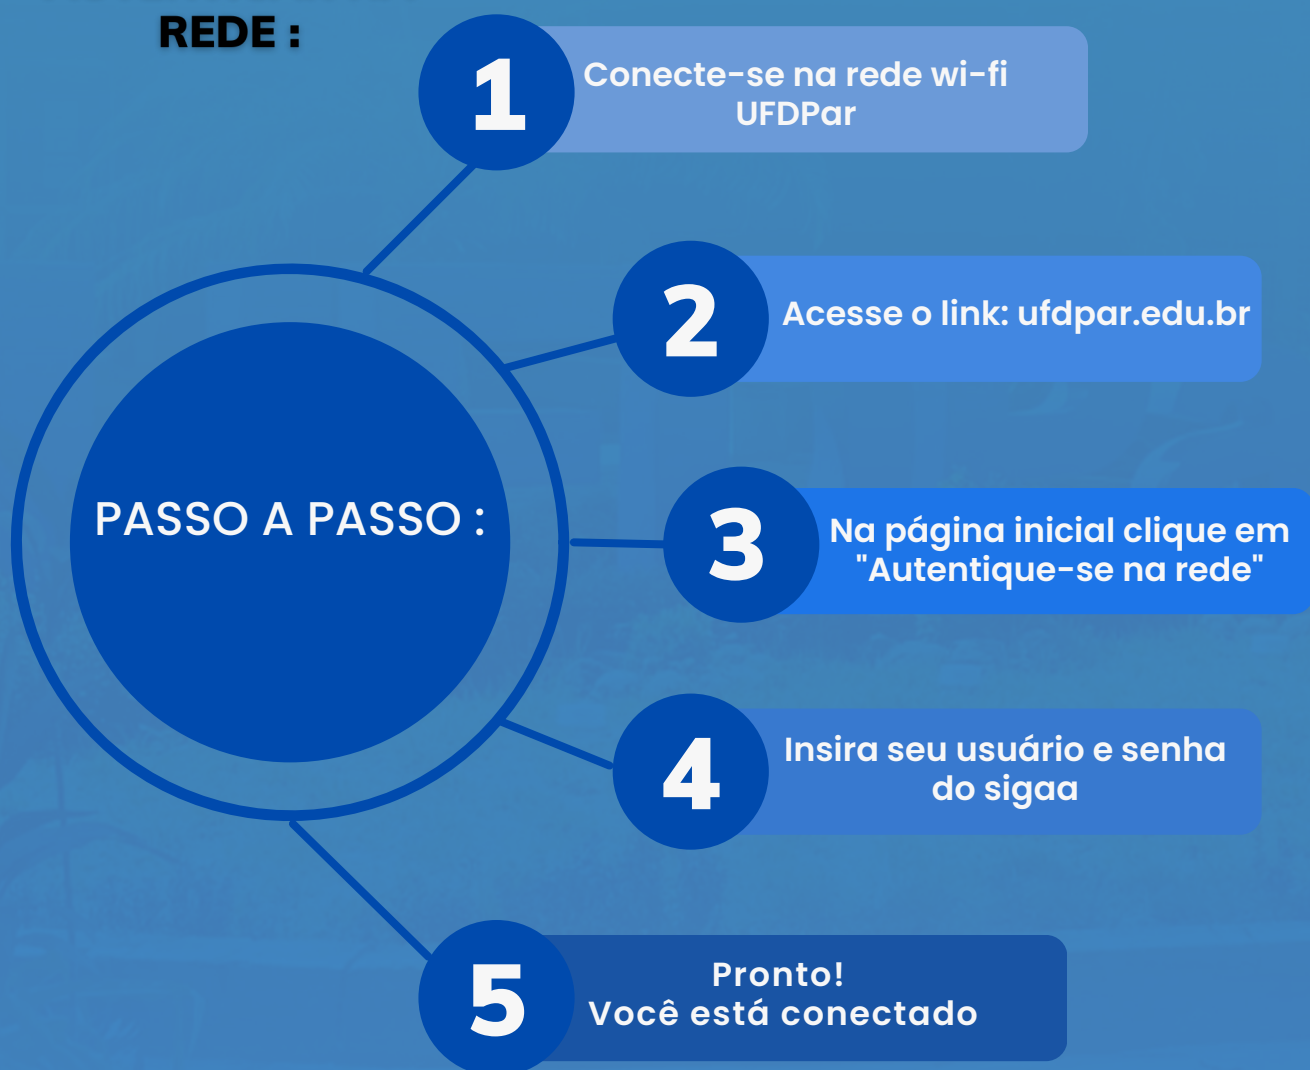 REDE :
1
Conecte-se na rede wi-fi
UFDPar
2
Acesse o link: ufdpar.edu.br
PASSO A PASSO :
3
Na página inicial clique em
"Autentique-se na rede"
4
Insira seu usuário e senha
do sigaa
5
Pronto!
Você está conectado